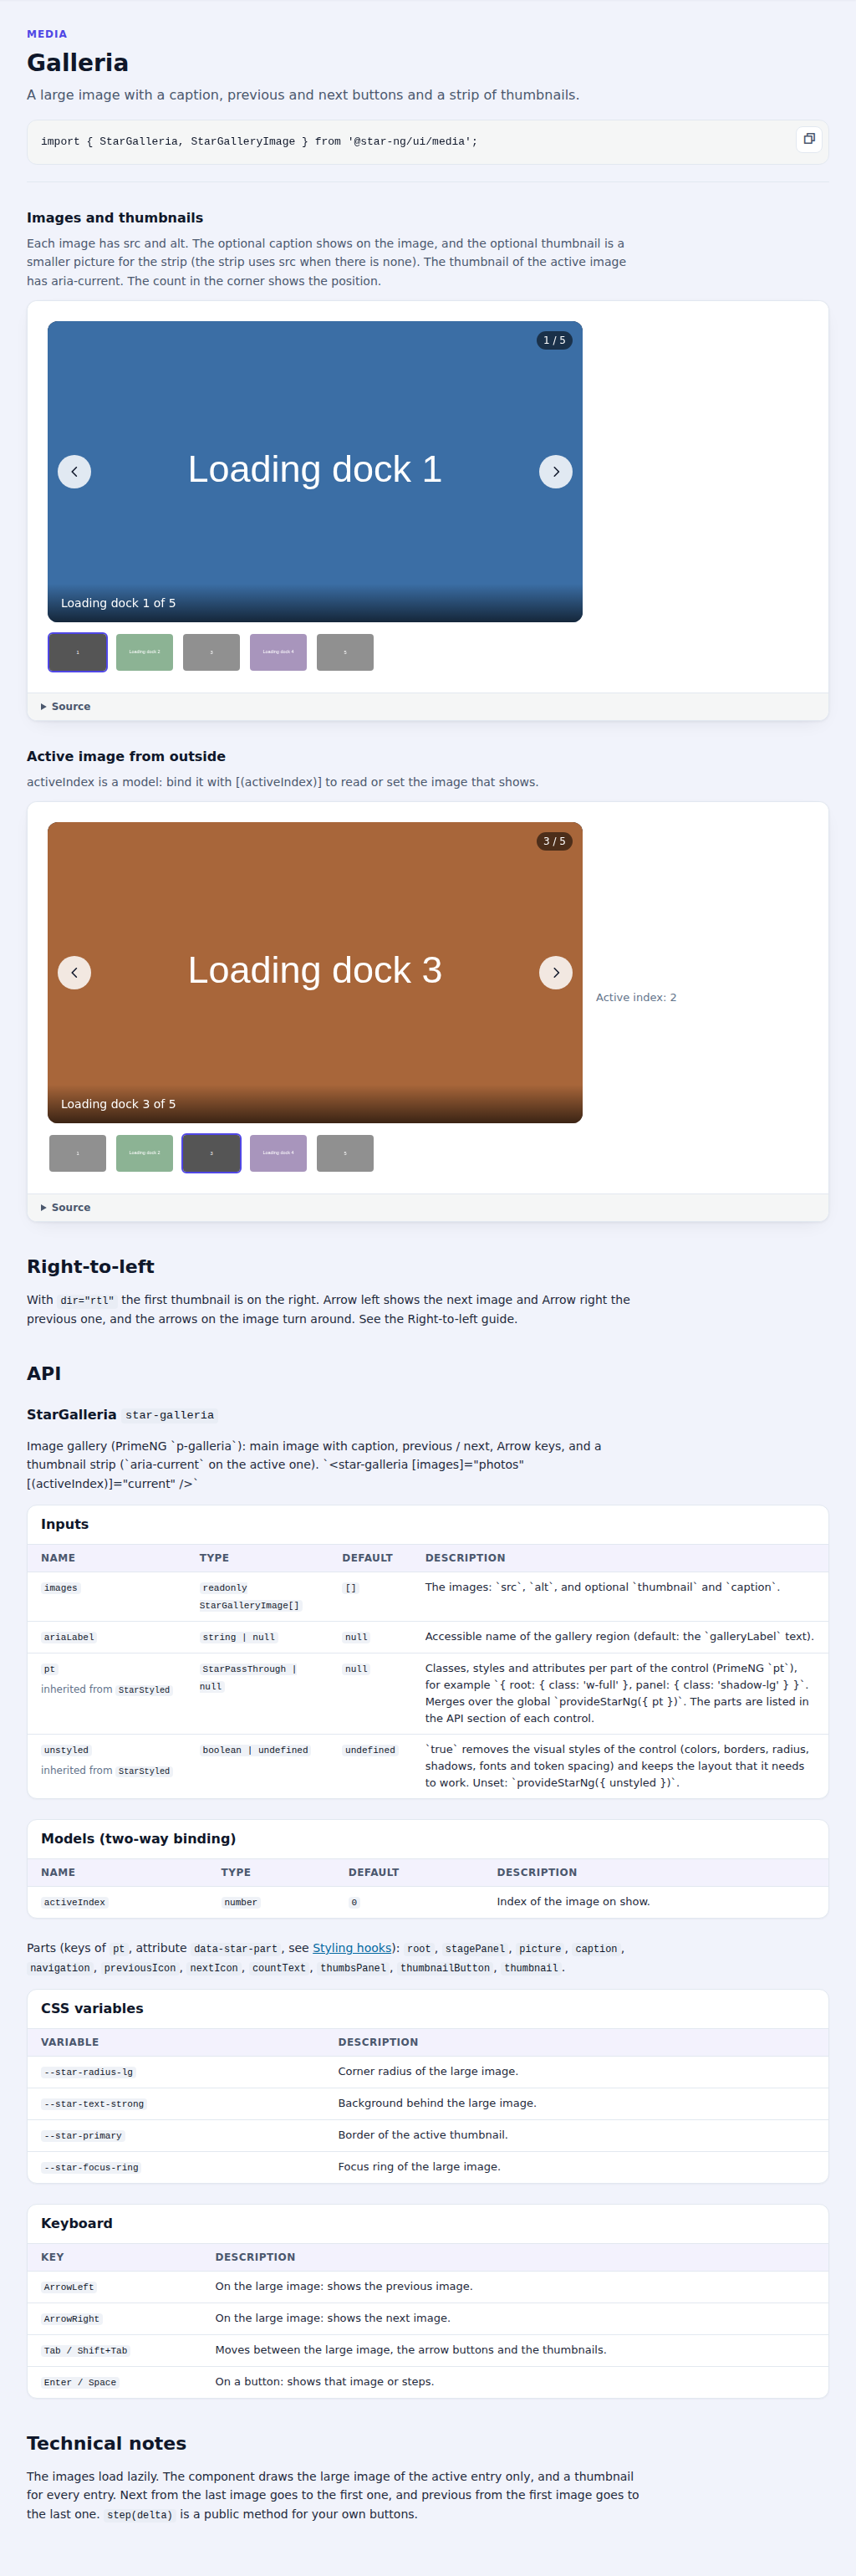 MEDIA
Galleria
A large image with a caption, previous and next buttons and a strip of thumbnails.
import { StarGalleria, StarGalleryImage } from '@star-ng/ui/media';
Images and thumbnails
Each image has src and alt. The optional caption shows on the image, and the optional thumbnail is a
smaller picture for the strip (the strip uses src when there is none). The thumbnail of the active image
has aria-current. The count in the corner shows the position.
1 / 5
Loading dock 1
Loading dock 1 of 5
1 Loading dock 2 3 Loading dock 4 5
Source
Active image from outside
activeIndex is a model: bind it with [(activeIndex)] to read or set the image that shows.
3 / 5
Loading dock 3
Active index: 2
Loading dock 3 of 5
1 Loading dock 2 3 Loading dock 4 5
Source
Right-to-left
With dir="rtl" the first thumbnail is on the right. Arrow left shows the next image and Arrow right the
previous one, and the arrows on the image turn around. See the Right-to-left guide.
API
StarGalleria star-galleria
Image gallery (PrimeNG `p-galleria`): main image with caption, previous / next, Arrow keys, and a
thumbnail strip (`aria-current` on the active one). `<star-galleria [images]="photos"
[(activeIndex)]="current" />`
Inputs
NAME TYPE DEFAULT DESCRIPTION
images readonly StarGalleryImage[] [] The images: `src`, `alt`, and optional `thumbnail` and `caption`.
ariaLabel string | null null Accessible name of the gallery region (default: the `galleryLabel` text).
pt StarPassThrough | null null Classes, styles and attributes per part of the control (PrimeNG `pt`),
inherited from StarStyled for example `{ root: { class: 'w-full' }, panel: { class: 'shadow-lg' } }`.
Merges over the global `provideStarNg({ pt })`. The parts are listed in
the API section of each control.
unstyled boolean | undefined undefined `true` removes the visual styles of the control (colors, borders, radius,
inherited from StarStyled shadows, fonts and token spacing) and keeps the layout that it needs
to work. Unset: `provideStarNg({ unstyled })`.
Models (two-way binding)
NAME TYPE DEFAULT DESCRIPTION
activeIndex number 0 Index of the image on show.
Parts (keys of pt, attribute data-star-part, see Styling hooks): root, stagePanel, picture, caption,
navigation, previousIcon, nextIcon, countText, thumbsPanel, thumbnailButton, thumbnail.
CSS variables
VARIABLE DESCRIPTION
--star-radius-lg Corner radius of the large image.
--star-text-strong Background behind the large image.
--star-primary Border of the active thumbnail.
--star-focus-ring Focus ring of the large image.
Keyboard
KEY DESCRIPTION
ArrowLeft On the large image: shows the previous image.
ArrowRight On the large image: shows the next image.
Tab / Shift+Tab Moves between the large image, the arrow buttons and the thumbnails.
Enter / Space On a button: shows that image or steps.
Technical notes
The images load lazily. The component draws the large image of the active entry only, and a thumbnail
for every entry. Next from the last image goes to the first one, and previous from the first image goes to
the last one. step(delta) is a public method for your own buttons.